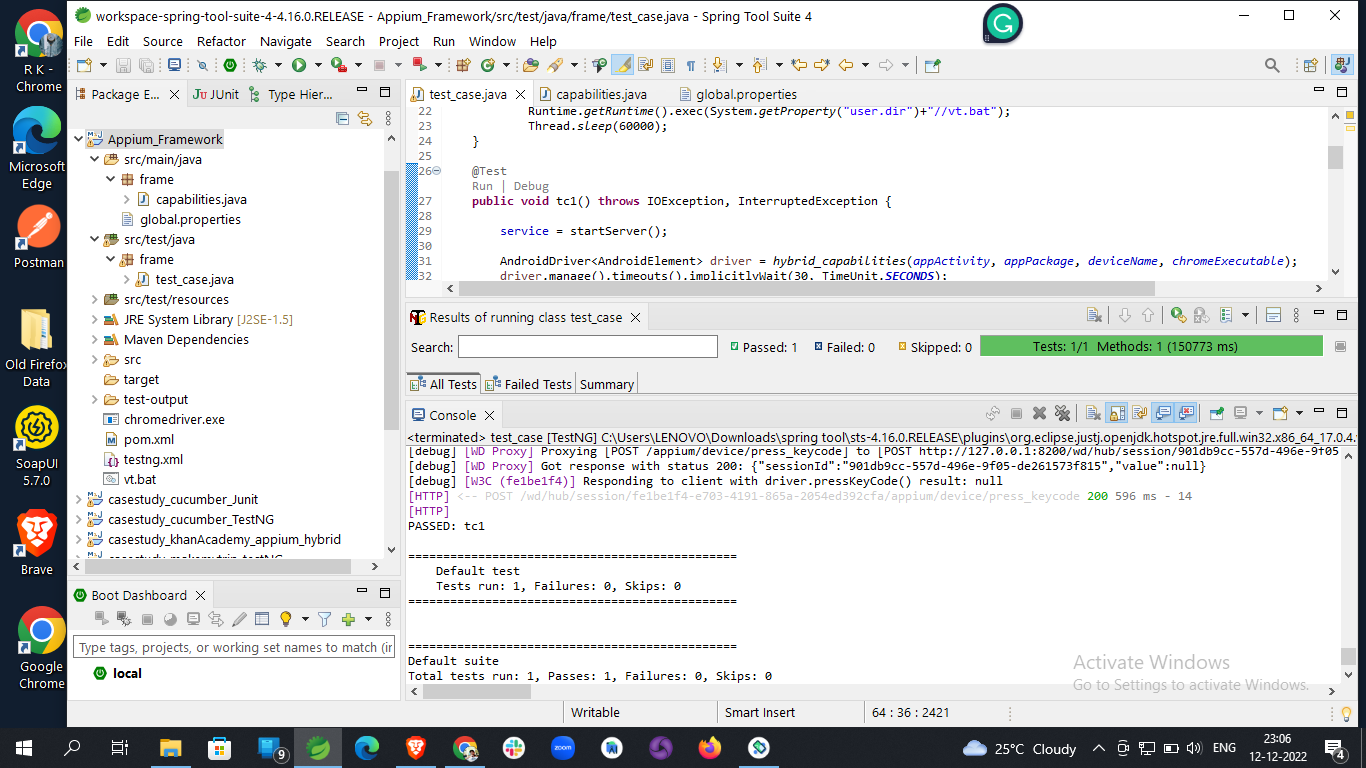 workspace-spring-tool-suite-4-4.16.0.RELEASE - Appium_Framework/src/test/java/frame/test_case.java - Spring Tool Suite 4
File Edit Source Refactor Navigate Search Project Run Window Help
R K - Chrome
Microsoft Edge
Postman
Old Firefox Data
SoapUI 5.7.0
Brave
Google Chrome
Package E... JUnit Type Hier...
Appium_Framework
src/main/java
frame
capabilities.java
global.properties
src/test/java
frame
test_case.java
src/test/resources
JRE System Library [J2SE-1.5]
Maven Dependencies
src
target
test-output
chromedriver.exe
pom.xml
testng.xml
vt.bat
casestudy_cucumber_Junit
casestudy_cucumber_TestNG
casestudy_khanAcademy_appium_hybrid
Boot Dashboard
Type tags, projects, or working set names to match (in
local
test_case.java capabilities.java global.properties
22 Runtime.getRuntime().exec(System.getProperty("user.dir")+"//vt.bat");
23 Thread.sleep(60000);
24 }
25
26 @Test
Run | Debug
27 public void tc1() throws IOException, InterruptedException {
28
29 service = startServer();
30
31 AndroidDriver<AndroidElement> driver = hybrid_capabilities(appActivity, appPackage, deviceName, chromeExecutable);
32 driver.manage().timeouts().implicitlyWait(30, TimeUnit.SECONDS);
Results of running class test_case
Search: Passed: 1 Failed: 0 Skipped: 0 Tests: 1/1 Methods: 1 (150773 ms)
All Tests Failed Tests Summary
Console
<terminated> test_case [TestNG] C:\Users\LENOVO\Downloads\spring tool\sts-4.16.0.RELEASE\plugins\org.eclipse.justj.openjdk.hotspot.jre.full.win32.x86_64_17.0.4.
[debug] [WD Proxy] Proxying [POST /appium/device/press_keycode] to [POST http://127.0.0.1:8200/wd/hub/session/901db9cc-557d-496e-9f05
[debug] [WD Proxy] Got response with status 200: {"sessionId":"901db9cc-557d-496e-9f05-de261573f815","value":null}
[debug] [W3C (fe1be1f4)] Responding to client with driver.pressKeyCode() result: null
[HTTP] <-- POST /wd/hub/session/fe1be1f4-e703-4191-865a-2054ed392cfa/appium/device/press_keycode 200 596 ms - 14
[HTTP]
PASSED: tc1
===============================================
Default test
Tests run: 1, Failures: 0, Skips: 0
===============================================
===============================================
Default suite
Total tests run: 1, Passes: 1, Failures: 0, Skips: 0
Activate Windows
Go to Settings to activate Windows.
Writable Smart Insert 64 : 36 : 2421
9 zoom 25°C Cloudy ENG 23:06
12-12-2022 4